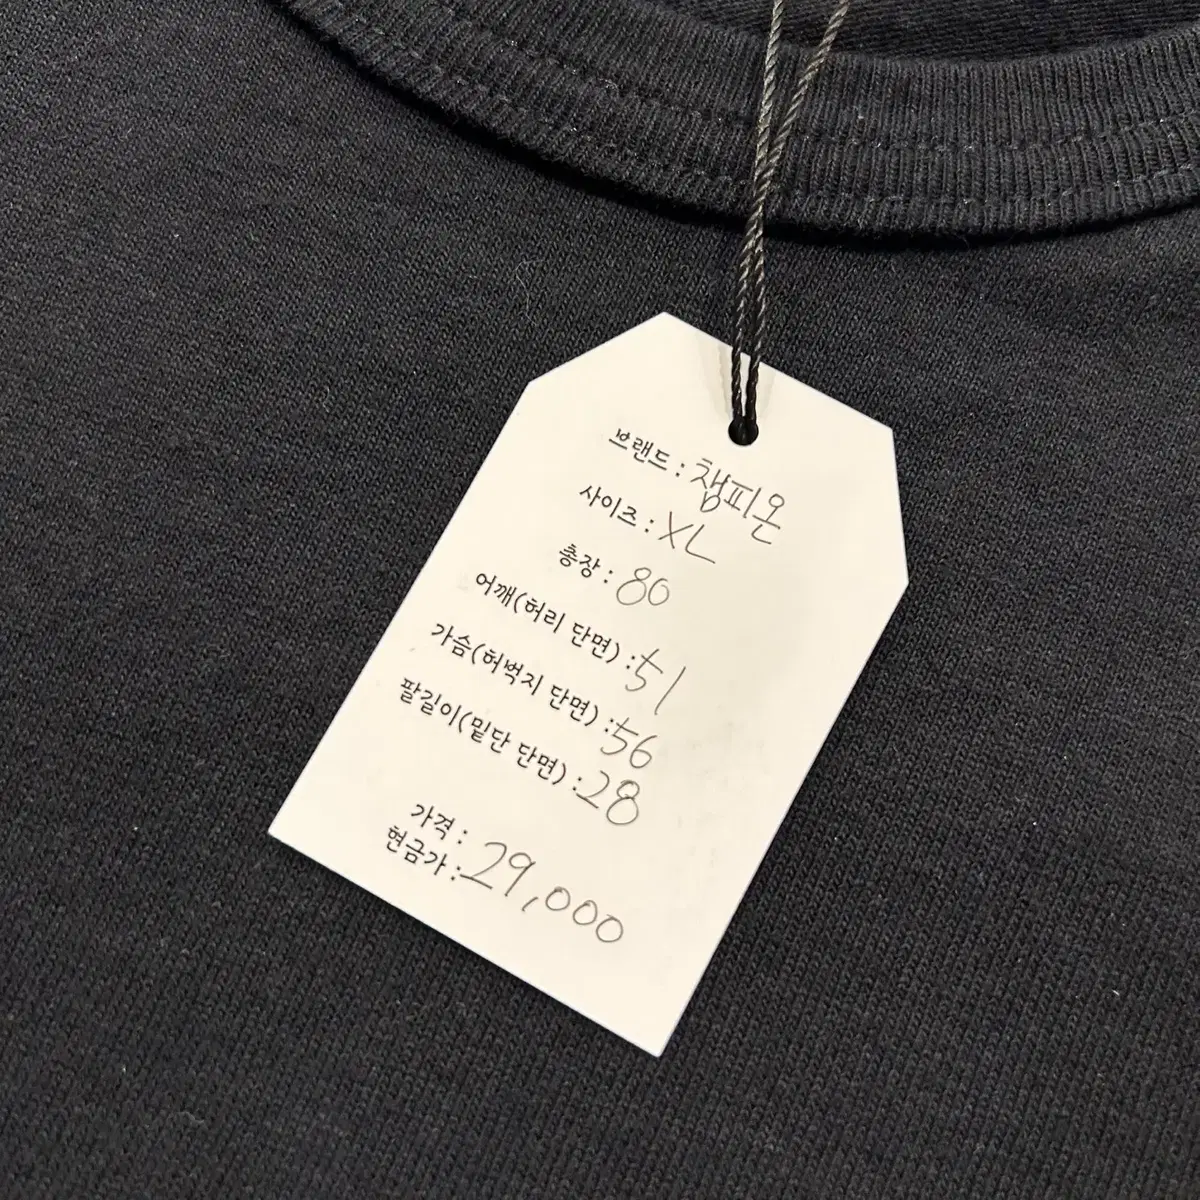 브랜드 : 챔피온
사이즈 : XL
총장 : 80
어깨(허리 단면) : 51
가슴(허벅지 단면) : 56
팔길이(밑단 단면) : 28
가격 :
현금가 : 29,000